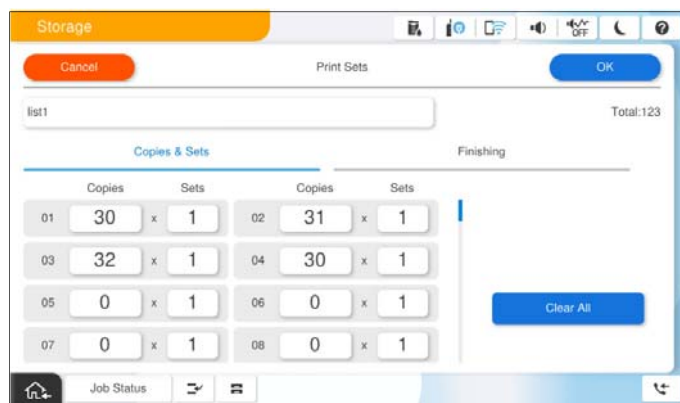 Storage
OFF
Cancel Print Sets OK
list1 Total:123
Copies & Sets Finishing
Copies Sets Copies Sets
01 30 x 1 02 31 x 1
03 32 x 1 04 30 x 1
05 0 x 1 06 0 x 1
Clear All
07 0 x 1 08 0 x 1
Job Status